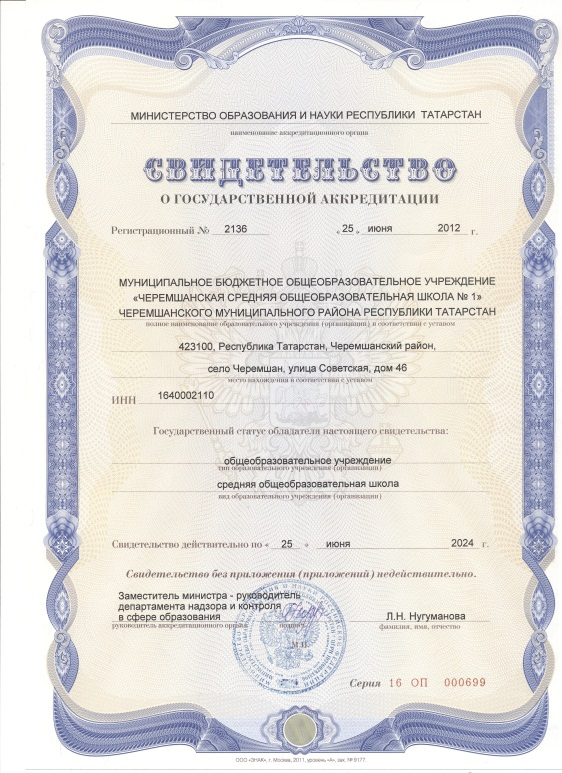 МИНИСТЕРСТВО ОБРАЗОВАНИЯ И НАУКИ РЕСПУБЛИКИ ТАТАРСТАН
наименование аккредитационного органа
СВИДЕТЕЛЬСТВО
О ГОСУДАРСТВЕННОЙ АККРЕДИТАЦИИ
Регистрационный № 2136 «25» июня 2012 г.
МУНИЦИПАЛЬНОЕ БЮДЖЕТНОЕ ОБЩЕОБРАЗОВАТЕЛЬНОЕ УЧРЕЖДЕНИЕ
«ЧЕРЕМШАНСКАЯ СРЕДНЯЯ ОБЩЕОБРАЗОВАТЕЛЬНАЯ ШКОЛА № 1»
ЧЕРЕМШАНСКОГО МУНИЦИПАЛЬНОГО РАЙОНА РЕСПУБЛИКИ ТАТАРСТАН
полное наименование образовательного учреждения (организации) в соответствии с уставом
423100, Республика Татарстан, Черемшанский район,
село Черемшан, улица Советская, дом 46
место нахождения в соответствии с уставом
ИНН 1640002110
Государственный статус обладателя настоящего свидетельства:
общеобразовательное учреждение
тип образовательного учреждения (организации)
средняя общеобразовательная школа
вид образовательного учреждения (организации)
Свидетельство действительно по «25» июня 2024 г.
Свидетельство без приложения (приложений) недействительно.
Заместитель министра - руководитель
департамента надзора и контроля
в сфере образования Л.Н. Нугуманова
руководитель аккредитационного органа подпись фамилия, имя, отчество
М.П.
Серия 16 ОП 000699
ООО «ЗНАК», г. Москва, 2011, уровень «А», зак. № 9177